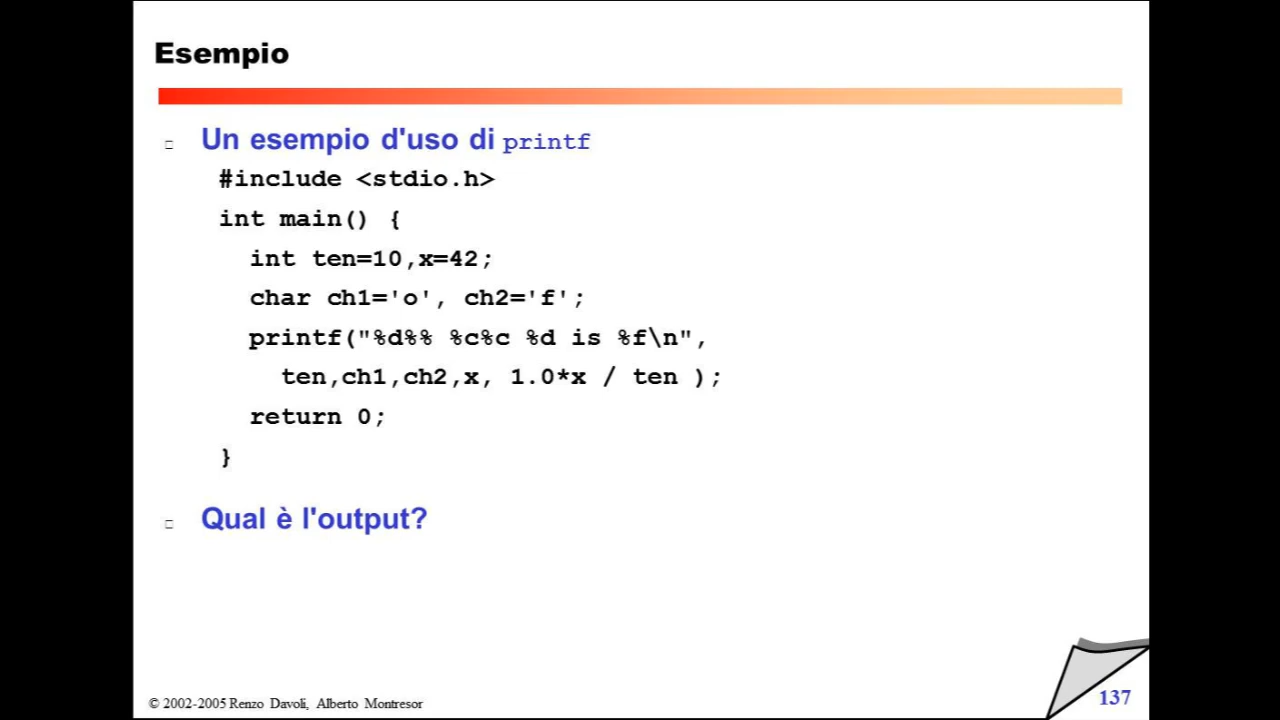 Esempio
Un esempio d'uso di printf
#include <stdio.h>
int main() {
int ten=10,x=42;
char ch1='o', ch2='f';
printf("%d%% %c%c %d is %f\n",
ten,ch1,ch2,x, 1.0*x / ten );
return 0;
}
Qual è l'output?
© 2002-2005 Renzo Davoli, Alberto Montresor
137